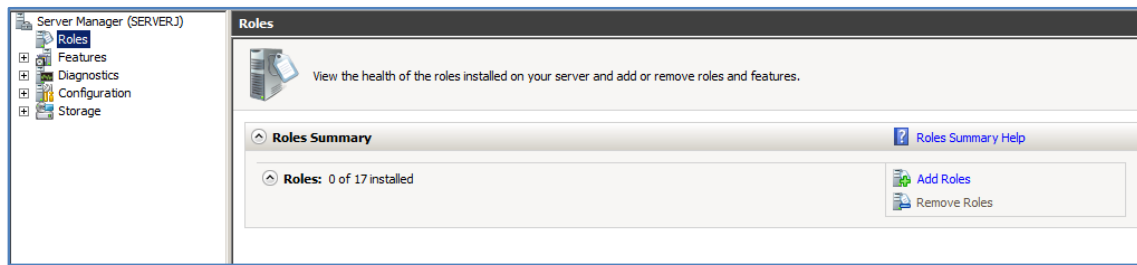 Server Manager (SERVERJ)
Roles
Features
Diagnostics
Configuration
Storage
Roles
View the health of the roles installed on your server and add or remove roles and features.
Roles Summary
? Roles Summary Help
Roles: 0 of 17 installed
Add Roles
Remove Roles